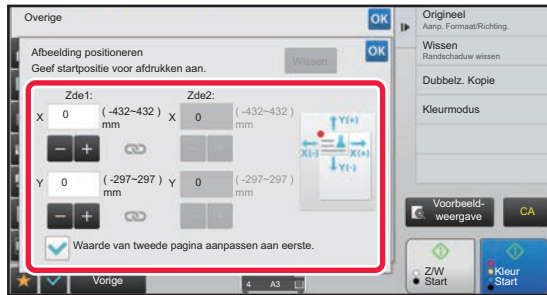 Overige
OK
Afbeelding positioneren
Geef startpositie voor afdrukken aan.
Wissen
OK
Zde1:
Zde2:
X 0 ( -432~432 ) mm
X 0 ( -432~432 ) mm
Y 0 ( -297~297 ) mm
Y 0 ( -297~297 ) mm
Y(+)
X(-)
X(+)
Y(-)
Waarde van tweede pagina aanpassen aan eerste.
Vorige
4 A3
Origineel
Aanp. Formaat/Richting.
Wissen
Randschaduw wissen
Dubbelz. Kopie
Kleurmodus
Voorbeeld-
weergave
CA
Z/W
Start
Kleur
Start